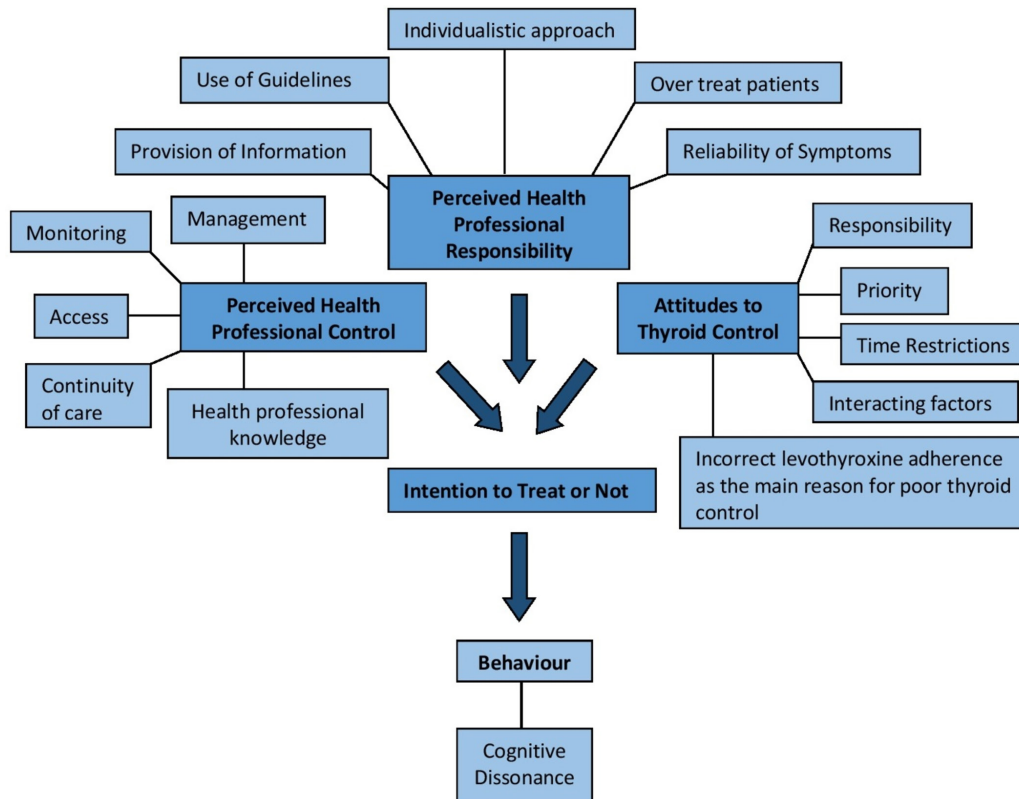 Individualistic approach
Use of Guidelines
Over treat patients
Provision of Information
Reliability of Symptoms
Perceived Health
Professional
Responsibility
Management
Monitoring
Responsibility
Perceived Health
Professional Control
Access
Attitudes to
Thyroid Control
Priority
Time Restrictions
Continuity
of care
Health professional
knowledge
Interacting factors
Incorrect levothyroxine adherence
as the main reason for poor thyroid
control
Intention to Treat or Not
Behaviour
Cognitive
Dissonance